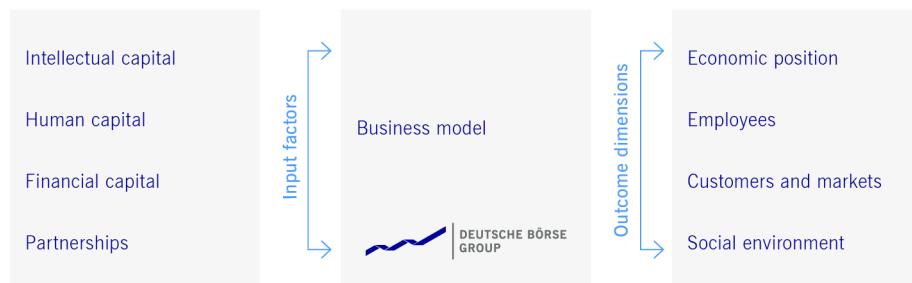 Intellectual capital
Human capital
Financial capital
Partnerships
Input factors
Business model
DEUTSCHE BÖRSE
GROUP
Outcome dimensions
Economic position
Employees
Customers and markets
Social environment